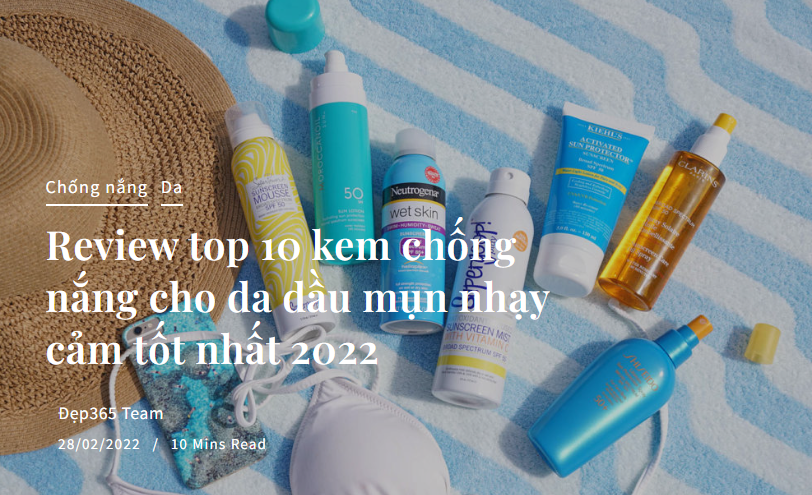 Chống nắng Da
Review top 10 kem chống
nắng cho da dầu mụn nhạy
cảm tốt nhất 2022
Đẹp365 Team
28/02/2022 / 10 Mins Read
SUNSCREEN
MOUSSE
SPF 50
50
Neutrogena
wet skin
Supergoop!
SUNSCREEN MIST
WITH VITAMIN C
BROAD SPECTRUM SPF
KIEHL'S
ACTIVATED
SUN PROTECTOR
CLARINS
SHISEIDO